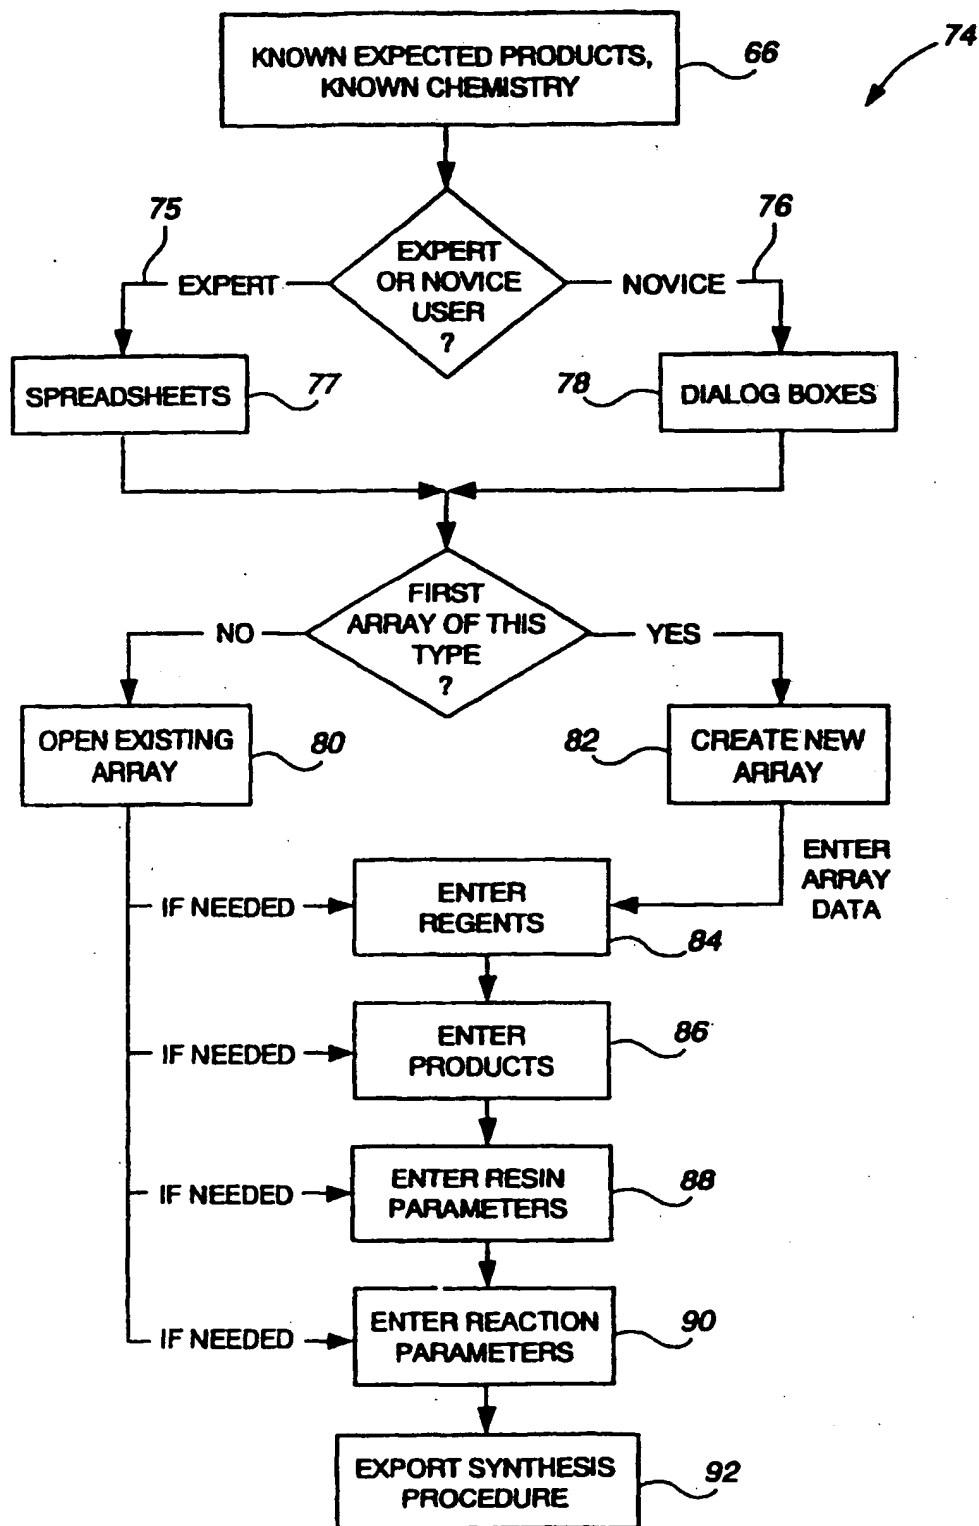 74
KNOWN EXPECTED PRODUCTS,
KNOWN CHEMISTRY
66
75
76
EXPERT
OR NOVICE
USER
?
EXPERT
NOVICE
SPREADSHEETS
77
78
DIALOG BOXES
FIRST
ARRAY OF THIS
TYPE
?
NO
YES
OPEN EXISTING
ARRAY
80
82
CREATE NEW
ARRAY
ENTER
ARRAY
DATA
IF NEEDED
ENTER
REGENTS
84
IF NEEDED
ENTER
PRODUCTS
86
IF NEEDED
ENTER RESIN
PARAMETERS
88
IF NEEDED
ENTER REACTION
PARAMETERS
90
EXPORT SYNTHESIS
PROCEDURE
92